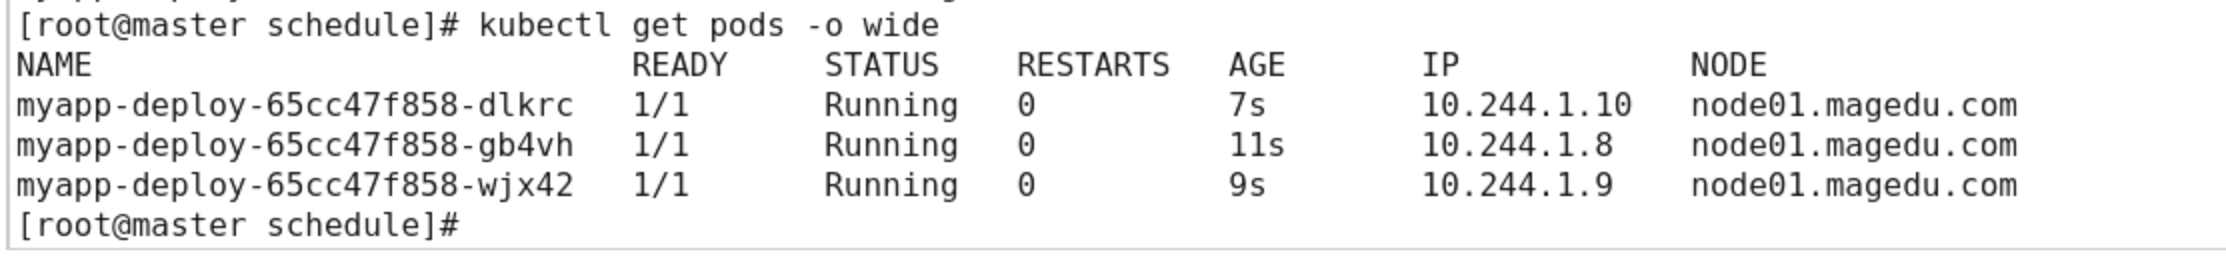 [root@master schedule]# kubectl get pods -o wide
NAME READY STATUS RESTARTS AGE IP NODE
myapp-deploy-65cc47f858-dlkrc 1/1 Running 0 7s 10.244.1.10 node01.magedu.com
myapp-deploy-65cc47f858-gb4vh 1/1 Running 0 11s 10.244.1.8 node01.magedu.com
myapp-deploy-65cc47f858-wjx42 1/1 Running 0 9s 10.244.1.9 node01.magedu.com
[root@master schedule]#